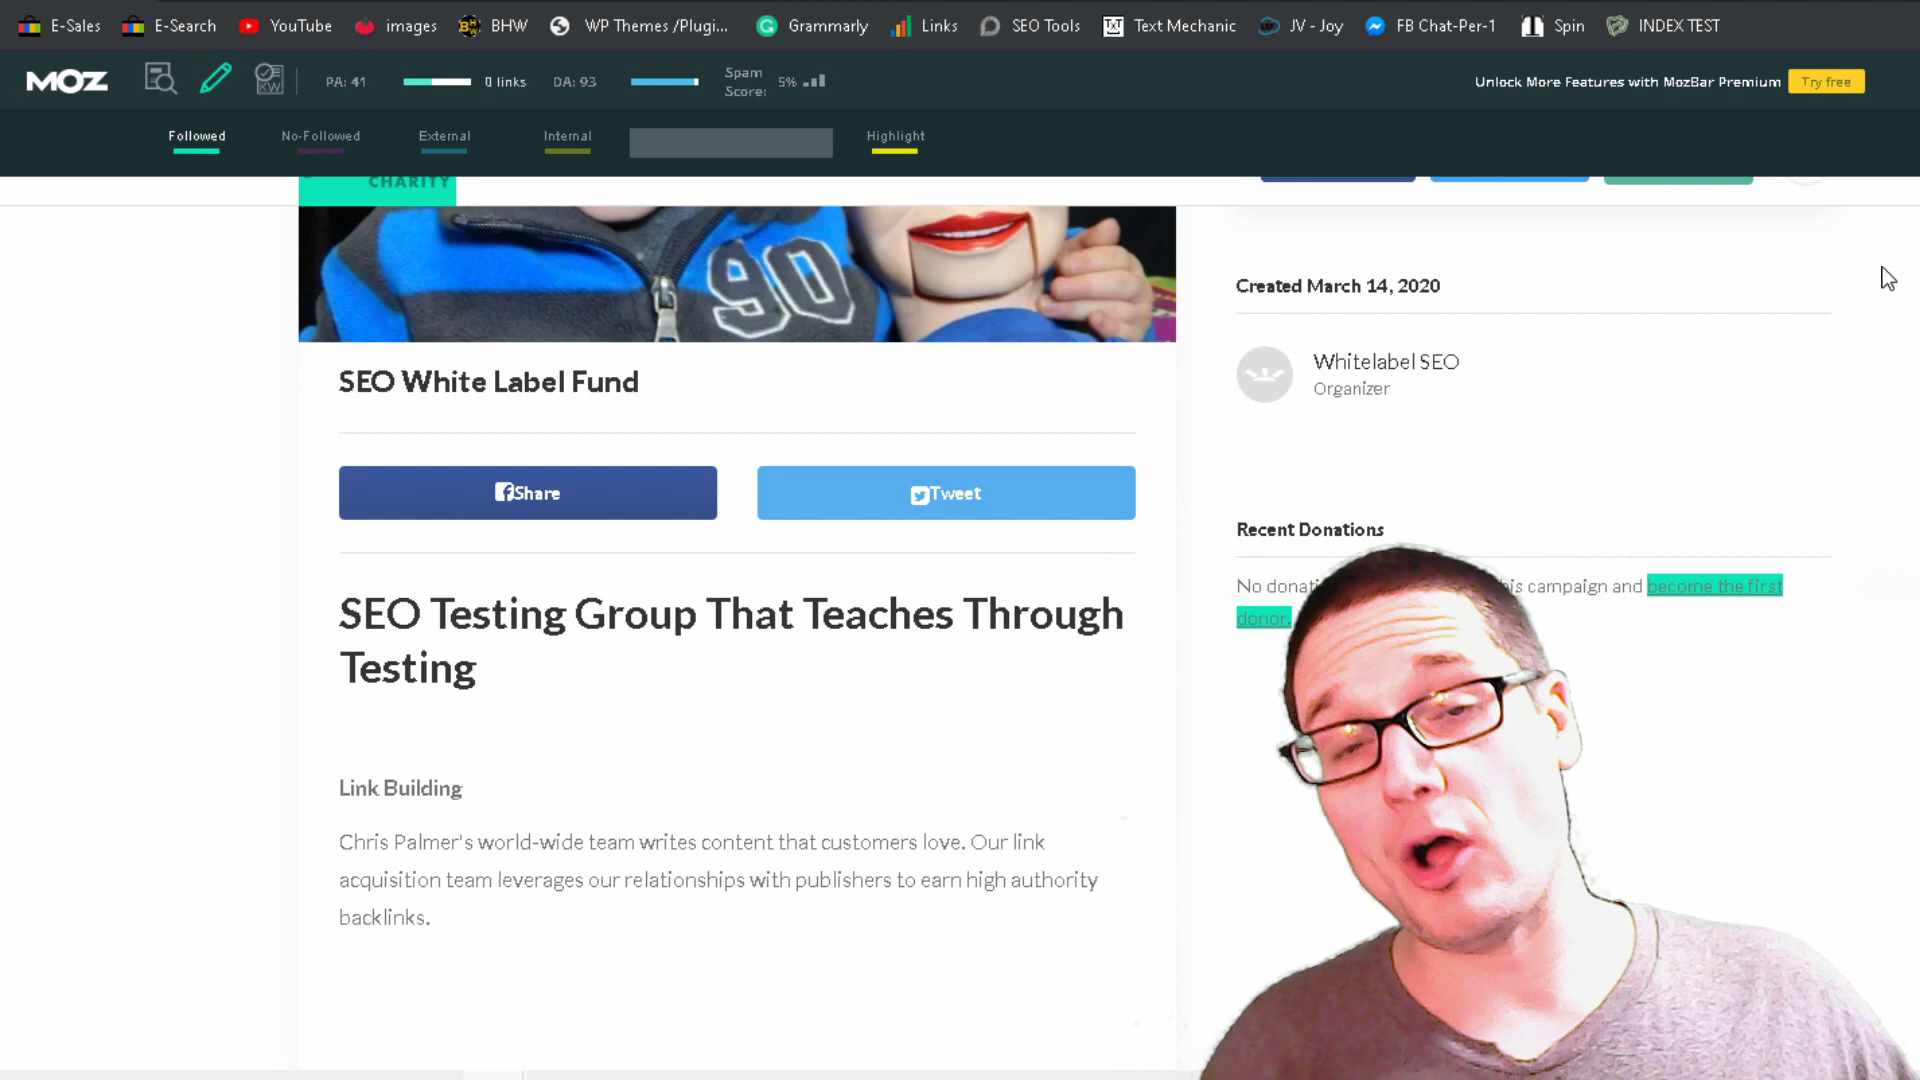 E-Sales E-Search YouTube images BHW WP Themes /Plugi... Grammarly Links SEO Tools Text Mechanic JV - Joy FB Chat-Per-1 Spin INDEX TEST
MOZ KW PA: 41 0 links DA: 93 Spam Score: 5% Unlock More Features with MozBar Premium Try free
Followed No-Followed External Internal Highlight
CHARITY
90
SEO White Label Fund
Share Tweet
SEO Testing Group That Teaches Through
Testing
Link Building
Chris Palmer's world-wide team writes content that customers love. Our link
acquisition team leverages our relationships with publishers to earn high authority
backlinks.
Created March 14, 2020
Whitelabel SEO
Organizer
Recent Donations
No campaign and become the first
donor.